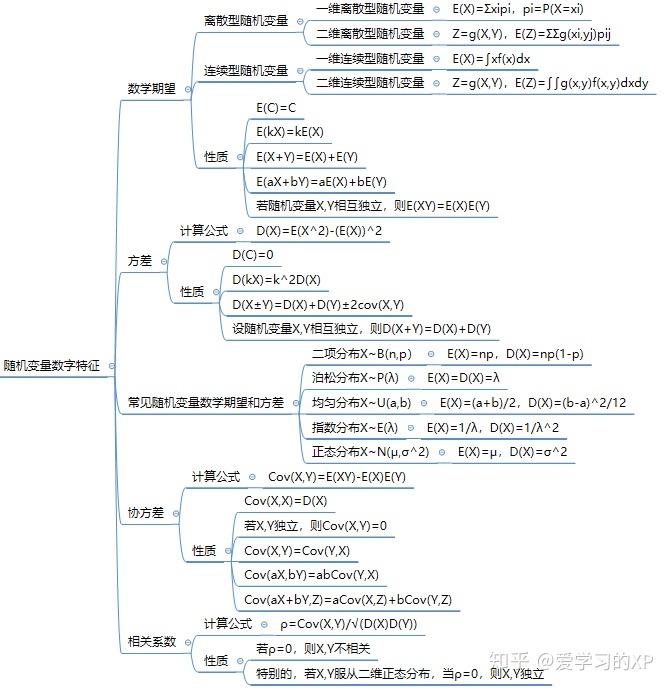 随机变量数字特征
数学期望
离散型随机变量
一维离散型随机变量
E(X)=Σxipi，pi=P(X=xi)
二维离散型随机变量
Z=g(X,Y)，E(Z)=ΣΣg(xi,yj)pij
连续型随机变量
一维连续型随机变量
E(X)=∫xf(x)dx
二维连续型随机变量
Z=g(X,Y)，E(Z)=∫∫g(x,y)f(x,y)dxdy
性质
E(C)=C
E(kX)=kE(X)
E(X+Y)=E(X)+E(Y)
E(aX+bY)=aE(X)+bE(Y)
若随机变量X,Y相互独立，则E(XY)=E(X)E(Y)
方差
计算公式
D(X)=E(X^2)-(E(X))^2
性质
D(C)=0
D(kX)=k^2D(X)
D(X±Y)=D(X)+D(Y)±2cov(X,Y)
设随机变量X,Y相互独立，则D(X+Y)=D(X)+D(Y)
常见随机变量数学期望和方差
二项分布X~B(n,p)
E(X)=np，D(X)=np(1-p)
泊松分布X~P(λ)
E(X)=D(X)=λ
均匀分布X~U(a,b)
E(X)=(a+b)/2，D(X)=(b-a)^2/12
指数分布X~E(λ)
E(X)=1/λ，D(X)=1/λ^2
正态分布X~N(μ,σ^2)
E(X)=μ，D(X)=σ^2
协方差
计算公式
Cov(X,Y)=E(XY)-E(X)E(Y)
性质
Cov(X,X)=D(X)
若X,Y独立，则Cov(X,Y)=0
Cov(X,Y)=Cov(Y,X)
Cov(aX,bY)=abCov(Y,X)
Cov(aX+bY,Z)=aCov(X,Z)+bCov(Y,Z)
相关系数
计算公式
ρ=Cov(X,Y)/√(D(X)D(Y))
性质
若ρ=0，则X,Y不相关
特别的，若X,Y服从二维正态分布，当ρ=0，则X,Y独立
知乎 @爱学习的XP